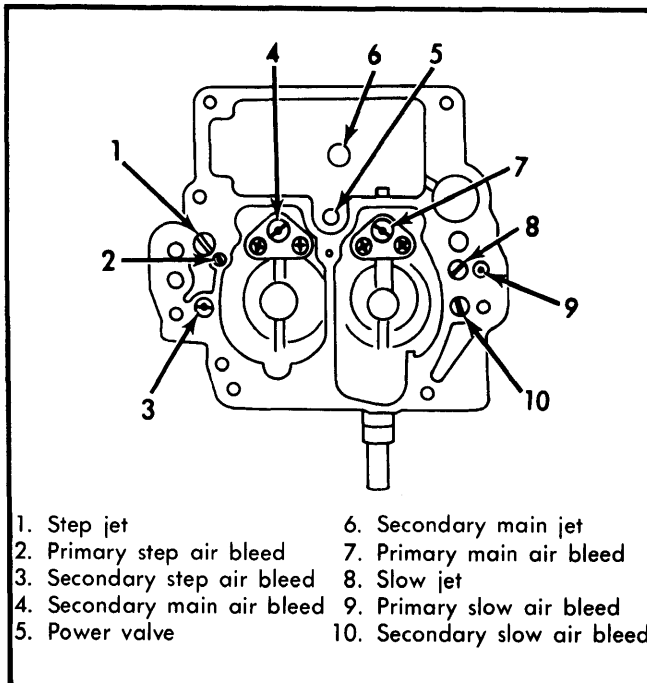 4
6
5
1
7
2
8
9
3
10
1. Step jet
2. Primary step air bleed
3. Secondary step air bleed
4. Secondary main air bleed
5. Power valve
6. Secondary main jet
7. Primary main air bleed
8. Slow jet
9. Primary slow air bleed
10. Secondary slow air bleed